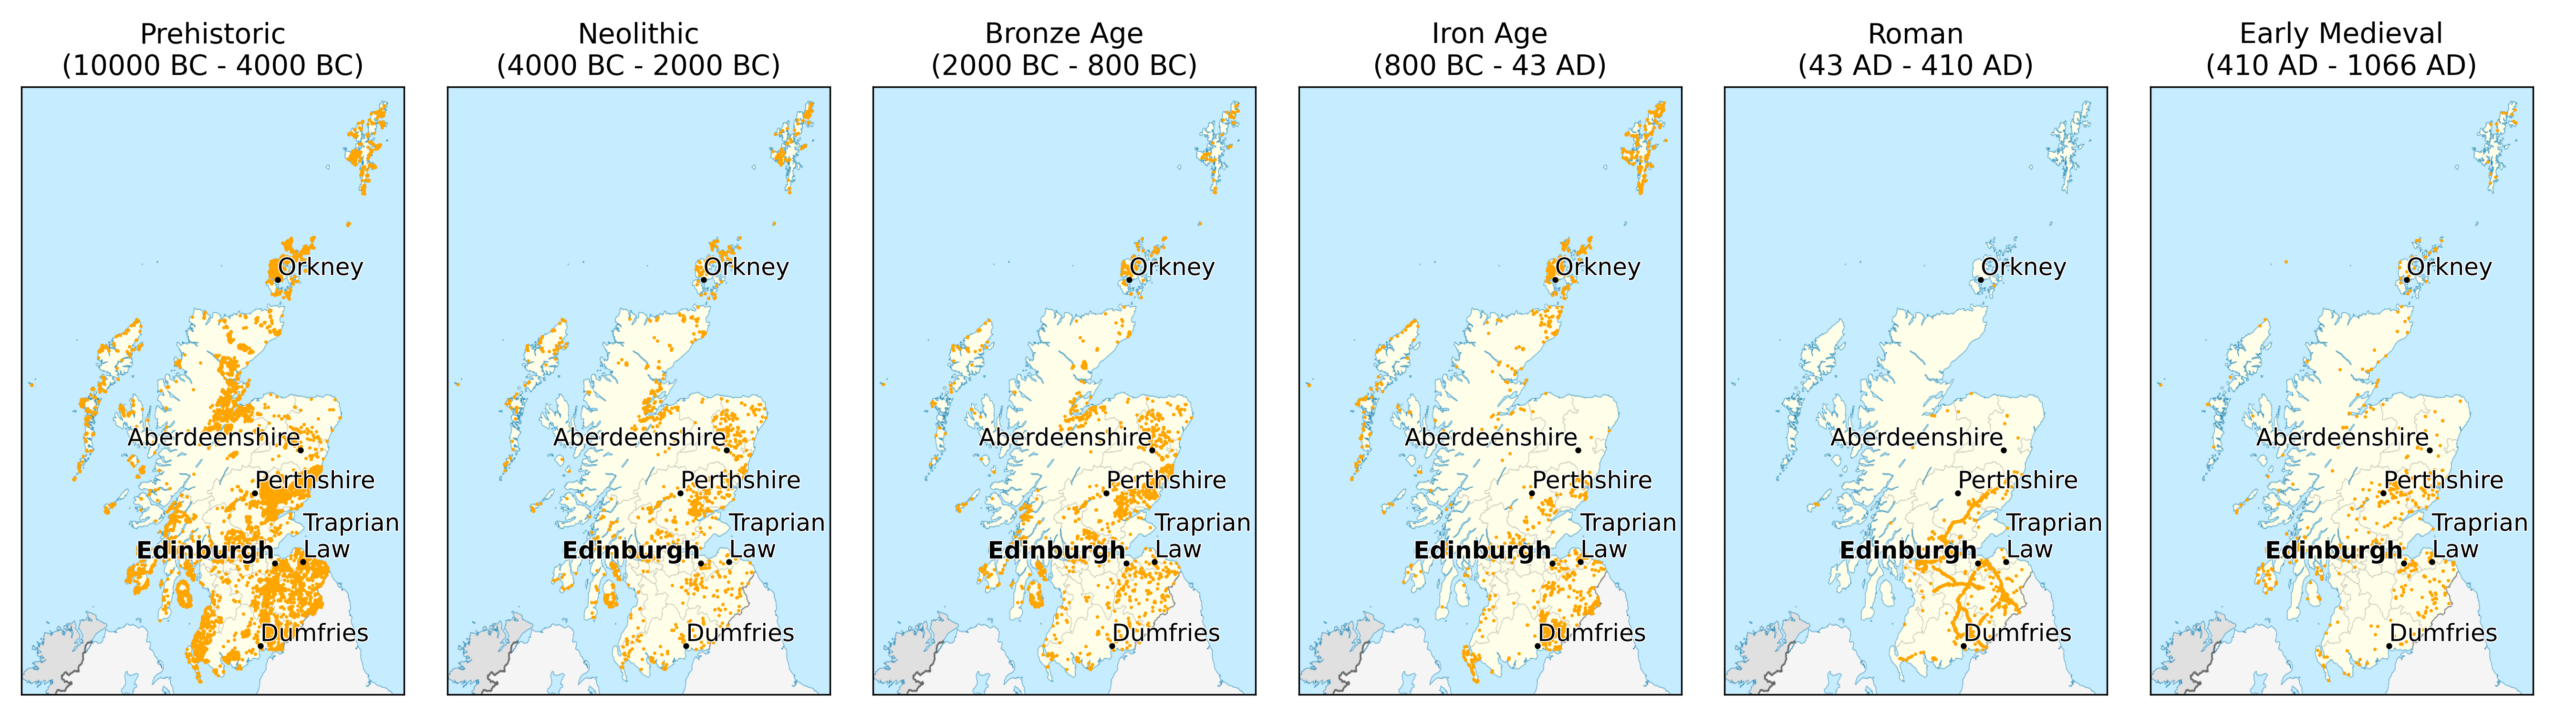 Prehistoric
(10000 BC - 4000 BC)
Orkney
Aberdeenshire
Perthshire
Traprian
Edinburgh Law
Dumfries
Neolithic
(4000 BC - 2000 BC)
Orkney
Aberdeenshire
Perthshire
Traprian
Edinburgh Law
Dumfries
Bronze Age
(2000 BC - 800 BC)
Orkney
Aberdeenshire
Perthshire
Traprian
Edinburgh Law
Dumfries
Iron Age
(800 BC - 43 AD)
Orkney
Aberdeenshire
Perthshire
Traprian
Edinburgh Law
Dumfries
Roman
(43 AD - 410 AD)
Orkney
Aberdeenshire
Perthshire
Traprian
Edinburgh Law
Dumfries
Early Medieval
(410 AD - 1066 AD)
Orkney
Aberdeenshire
Perthshire
Traprian
Edinburgh Law
Dumfries